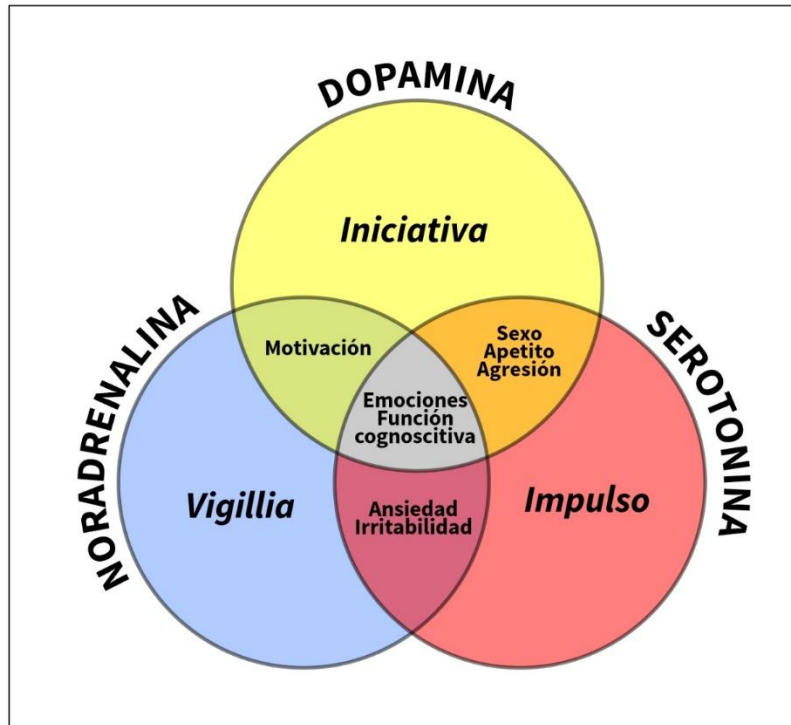 DOPAMINA
Iniciativa
NORADRENALINA
SEROTONINA
Motivación
Sexo
Apetito
Agresión
Emociones
Función
cognoscitiva
Vigillia
Ansiedad
Irritabilidad
Impulso